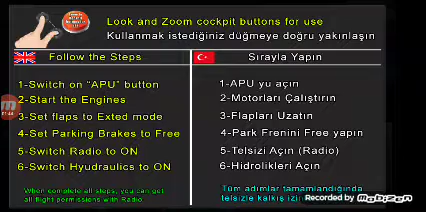 Look and Zoom cockpit buttons for use
Kullanmak istediğiniz düğmeye doğru yakınlaşın
Follow the Steps
Sırayla Yapın
1-Switch on "APU" button
2-Start the Engines
3-Set flaps to Exted mode
4-Set Parking Brakes to Free
5-Switch Radio to ON
6-Switch Hyudraulics to ON
When complete all steps, you can get
all flight permissions with Radio
1-APU yu açın
2-Motorları Çalıştırın
3-Flapları Uzatın
4-Park Frenini Free yapın
5-Telsizi Açın (Radio)
6-Hidrolikleri Açın
Tüm adımlar tamamlandığında
telsizle kalkış izi
Recorded by Mobizen